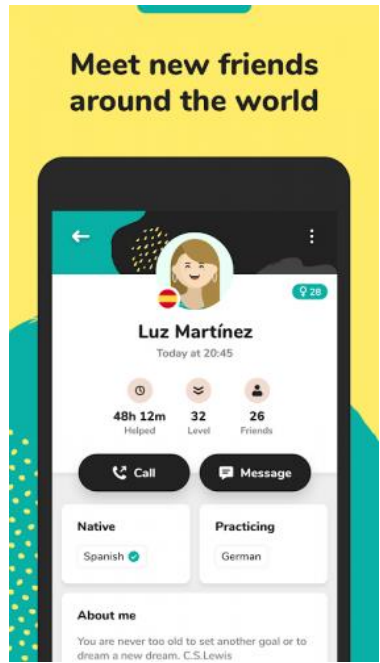 Meet new friends
around the world
28
Luz Martínez
Today at 20:45
48h 12m 32 26
Helped Level Friends
Call Message
Native Practicing
Spanish German
About me
You are never too old to set another goal or to
dream a new dream. C.S.Lewis